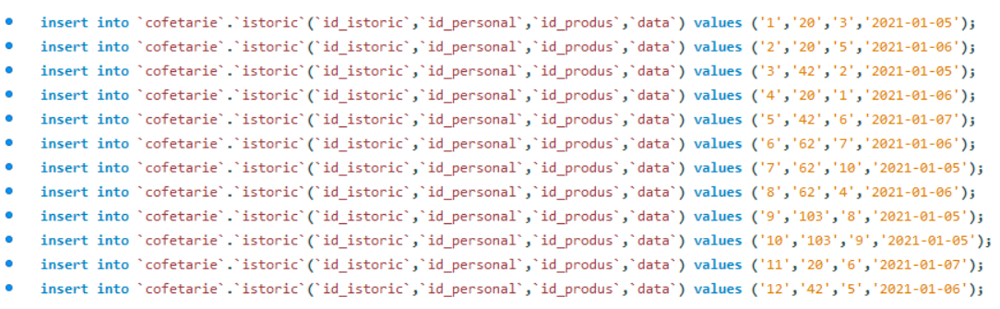 insert into `cofetarie`.`istoric`(`id_istoric`,`id_personal`,`id_produs`,`data`) values ('1','20','3','2021-01-05');
insert into `cofetarie`.`istoric`(`id_istoric`,`id_personal`,`id_produs`,`data`) values ('2','20','5','2021-01-06');
insert into `cofetarie`.`istoric`(`id_istoric`,`id_personal`,`id_produs`,`data`) values ('3','42','2','2021-01-05');
insert into `cofetarie`.`istoric`(`id_istoric`,`id_personal`,`id_produs`,`data`) values ('4','20','1','2021-01-06');
insert into `cofetarie`.`istoric`(`id_istoric`,`id_personal`,`id_produs`,`data`) values ('5','42','6','2021-01-07');
insert into `cofetarie`.`istoric`(`id_istoric`,`id_personal`,`id_produs`,`data`) values ('6','62','7','2021-01-06');
insert into `cofetarie`.`istoric`(`id_istoric`,`id_personal`,`id_produs`,`data`) values ('7','62','10','2021-01-05');
insert into `cofetarie`.`istoric`(`id_istoric`,`id_personal`,`id_produs`,`data`) values ('8','62','4','2021-01-06');
insert into `cofetarie`.`istoric`(`id_istoric`,`id_personal`,`id_produs`,`data`) values ('9','103','8','2021-01-05');
insert into `cofetarie`.`istoric`(`id_istoric`,`id_personal`,`id_produs`,`data`) values ('10','103','9','2021-01-05');
insert into `cofetarie`.`istoric`(`id_istoric`,`id_personal`,`id_produs`,`data`) values ('11','20','6','2021-01-07');
insert into `cofetarie`.`istoric`(`id_istoric`,`id_personal`,`id_produs`,`data`) values ('12','42','5','2021-01-06');